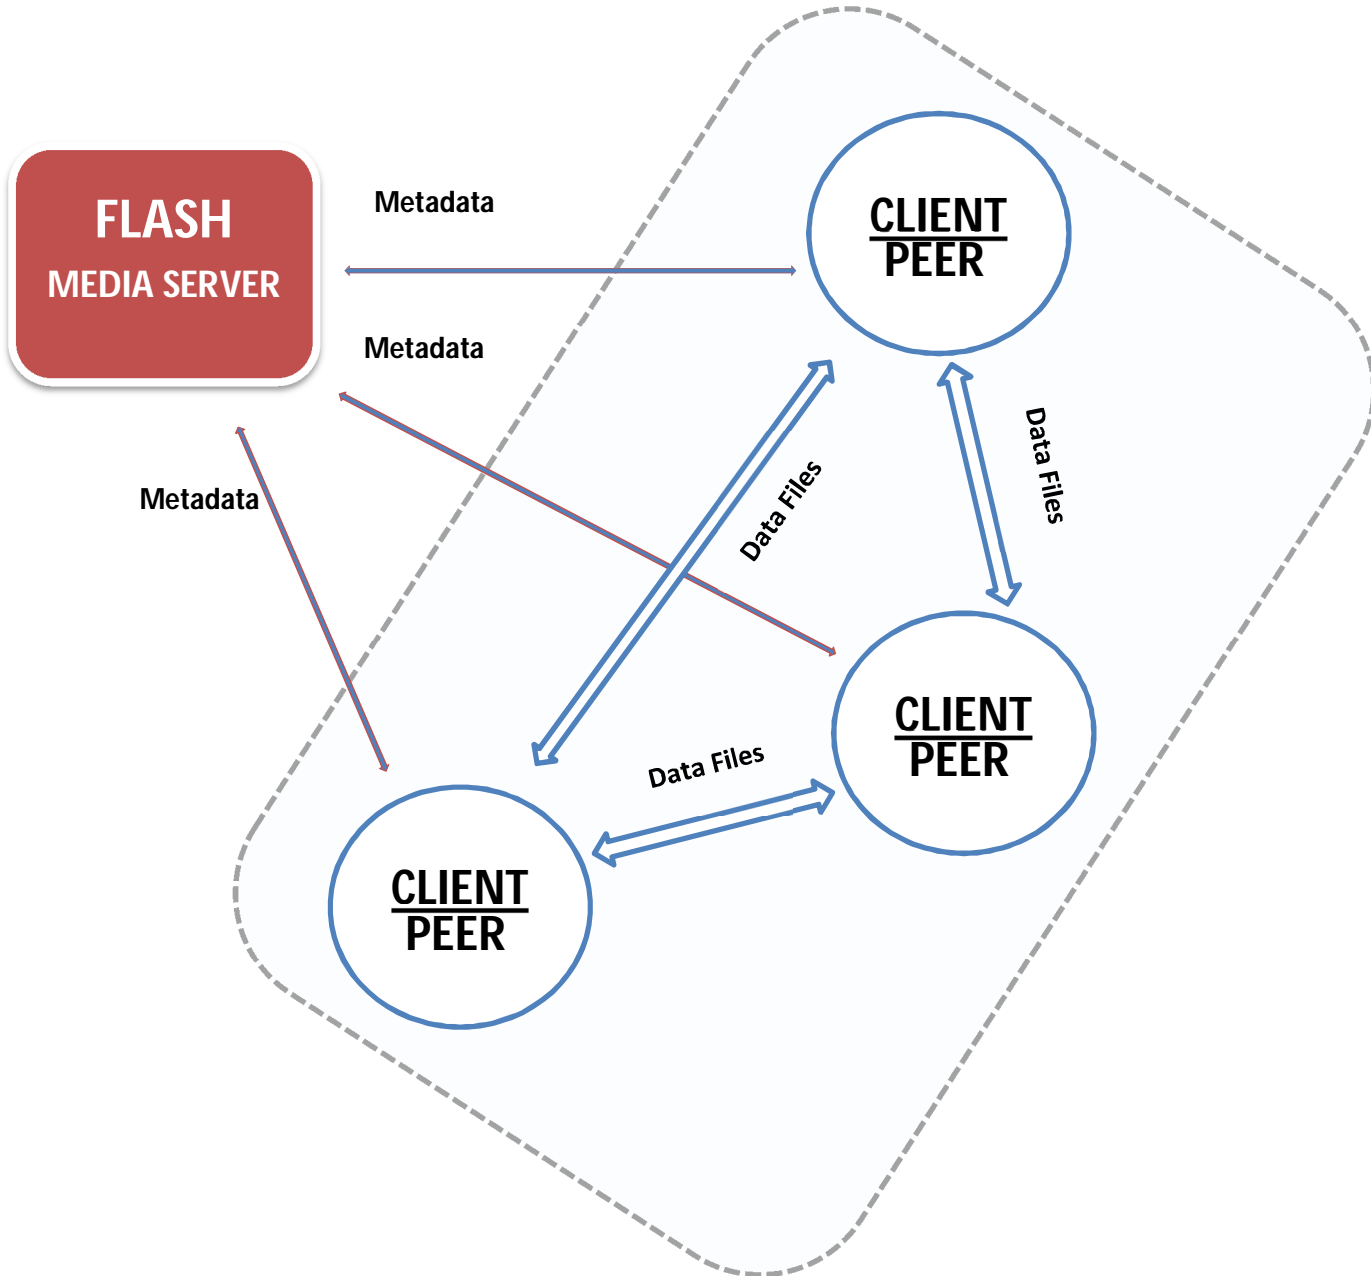 FLASH
MEDIA SERVER
Metadata
CLIENT
PEER
Metadata
Metadata
Data Files
Data Files
CLIENT
PEER
Data Files
CLIENT
PEER